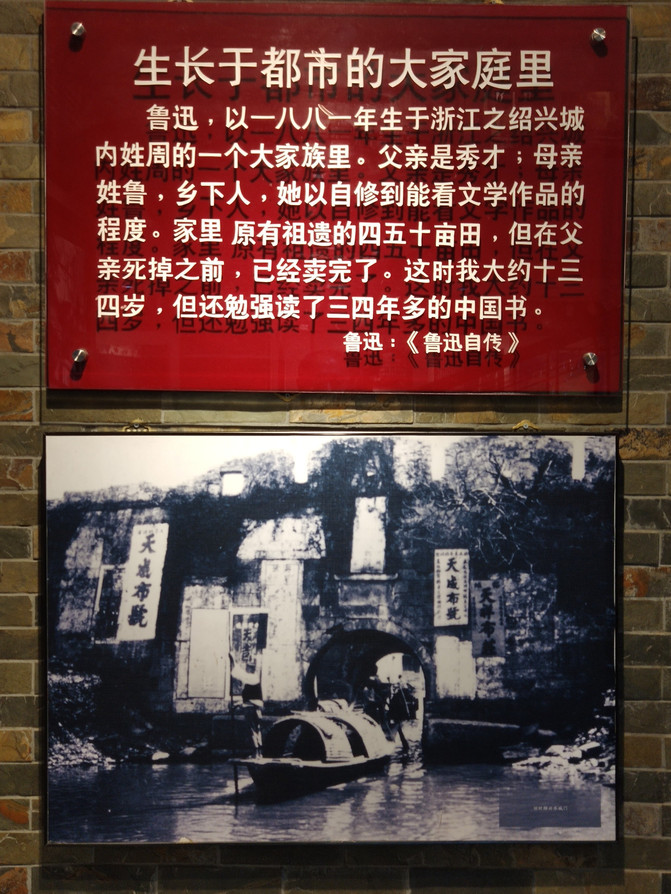 生长于都市的大家庭里
鲁迅，以一八八一年生于浙江之绍兴城
内姓周的一个大家族里。父亲是秀才；母亲
姓鲁，乡下人，她以自修到能看文学作品的
程度。家里 原有祖遗的四五十亩田，但在父
亲死掉之前，已经卖完了。这时我大约十三
四岁，但还勉强读了三四年多的中国书。
鲁迅：《鲁迅自传》
天成布號
天成布號
天成布